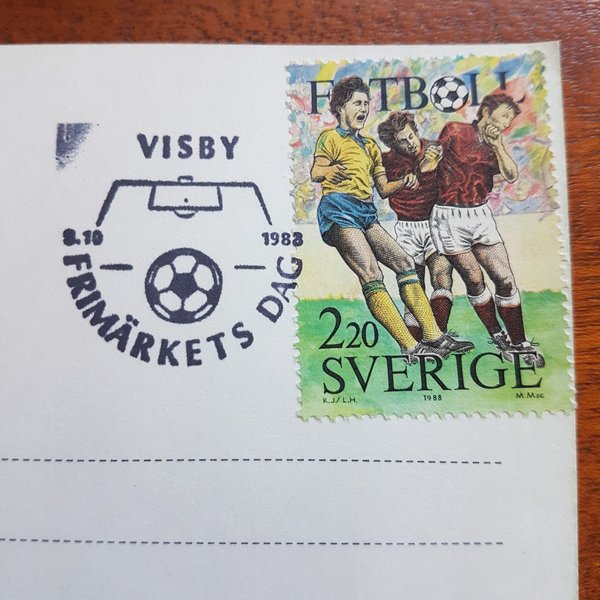 VISBY
8.10 1988
FRIMÄRKETS DAG
FOTBOLL
2.20
SVERIGE
K.J./L.H. 1988 M.M sc